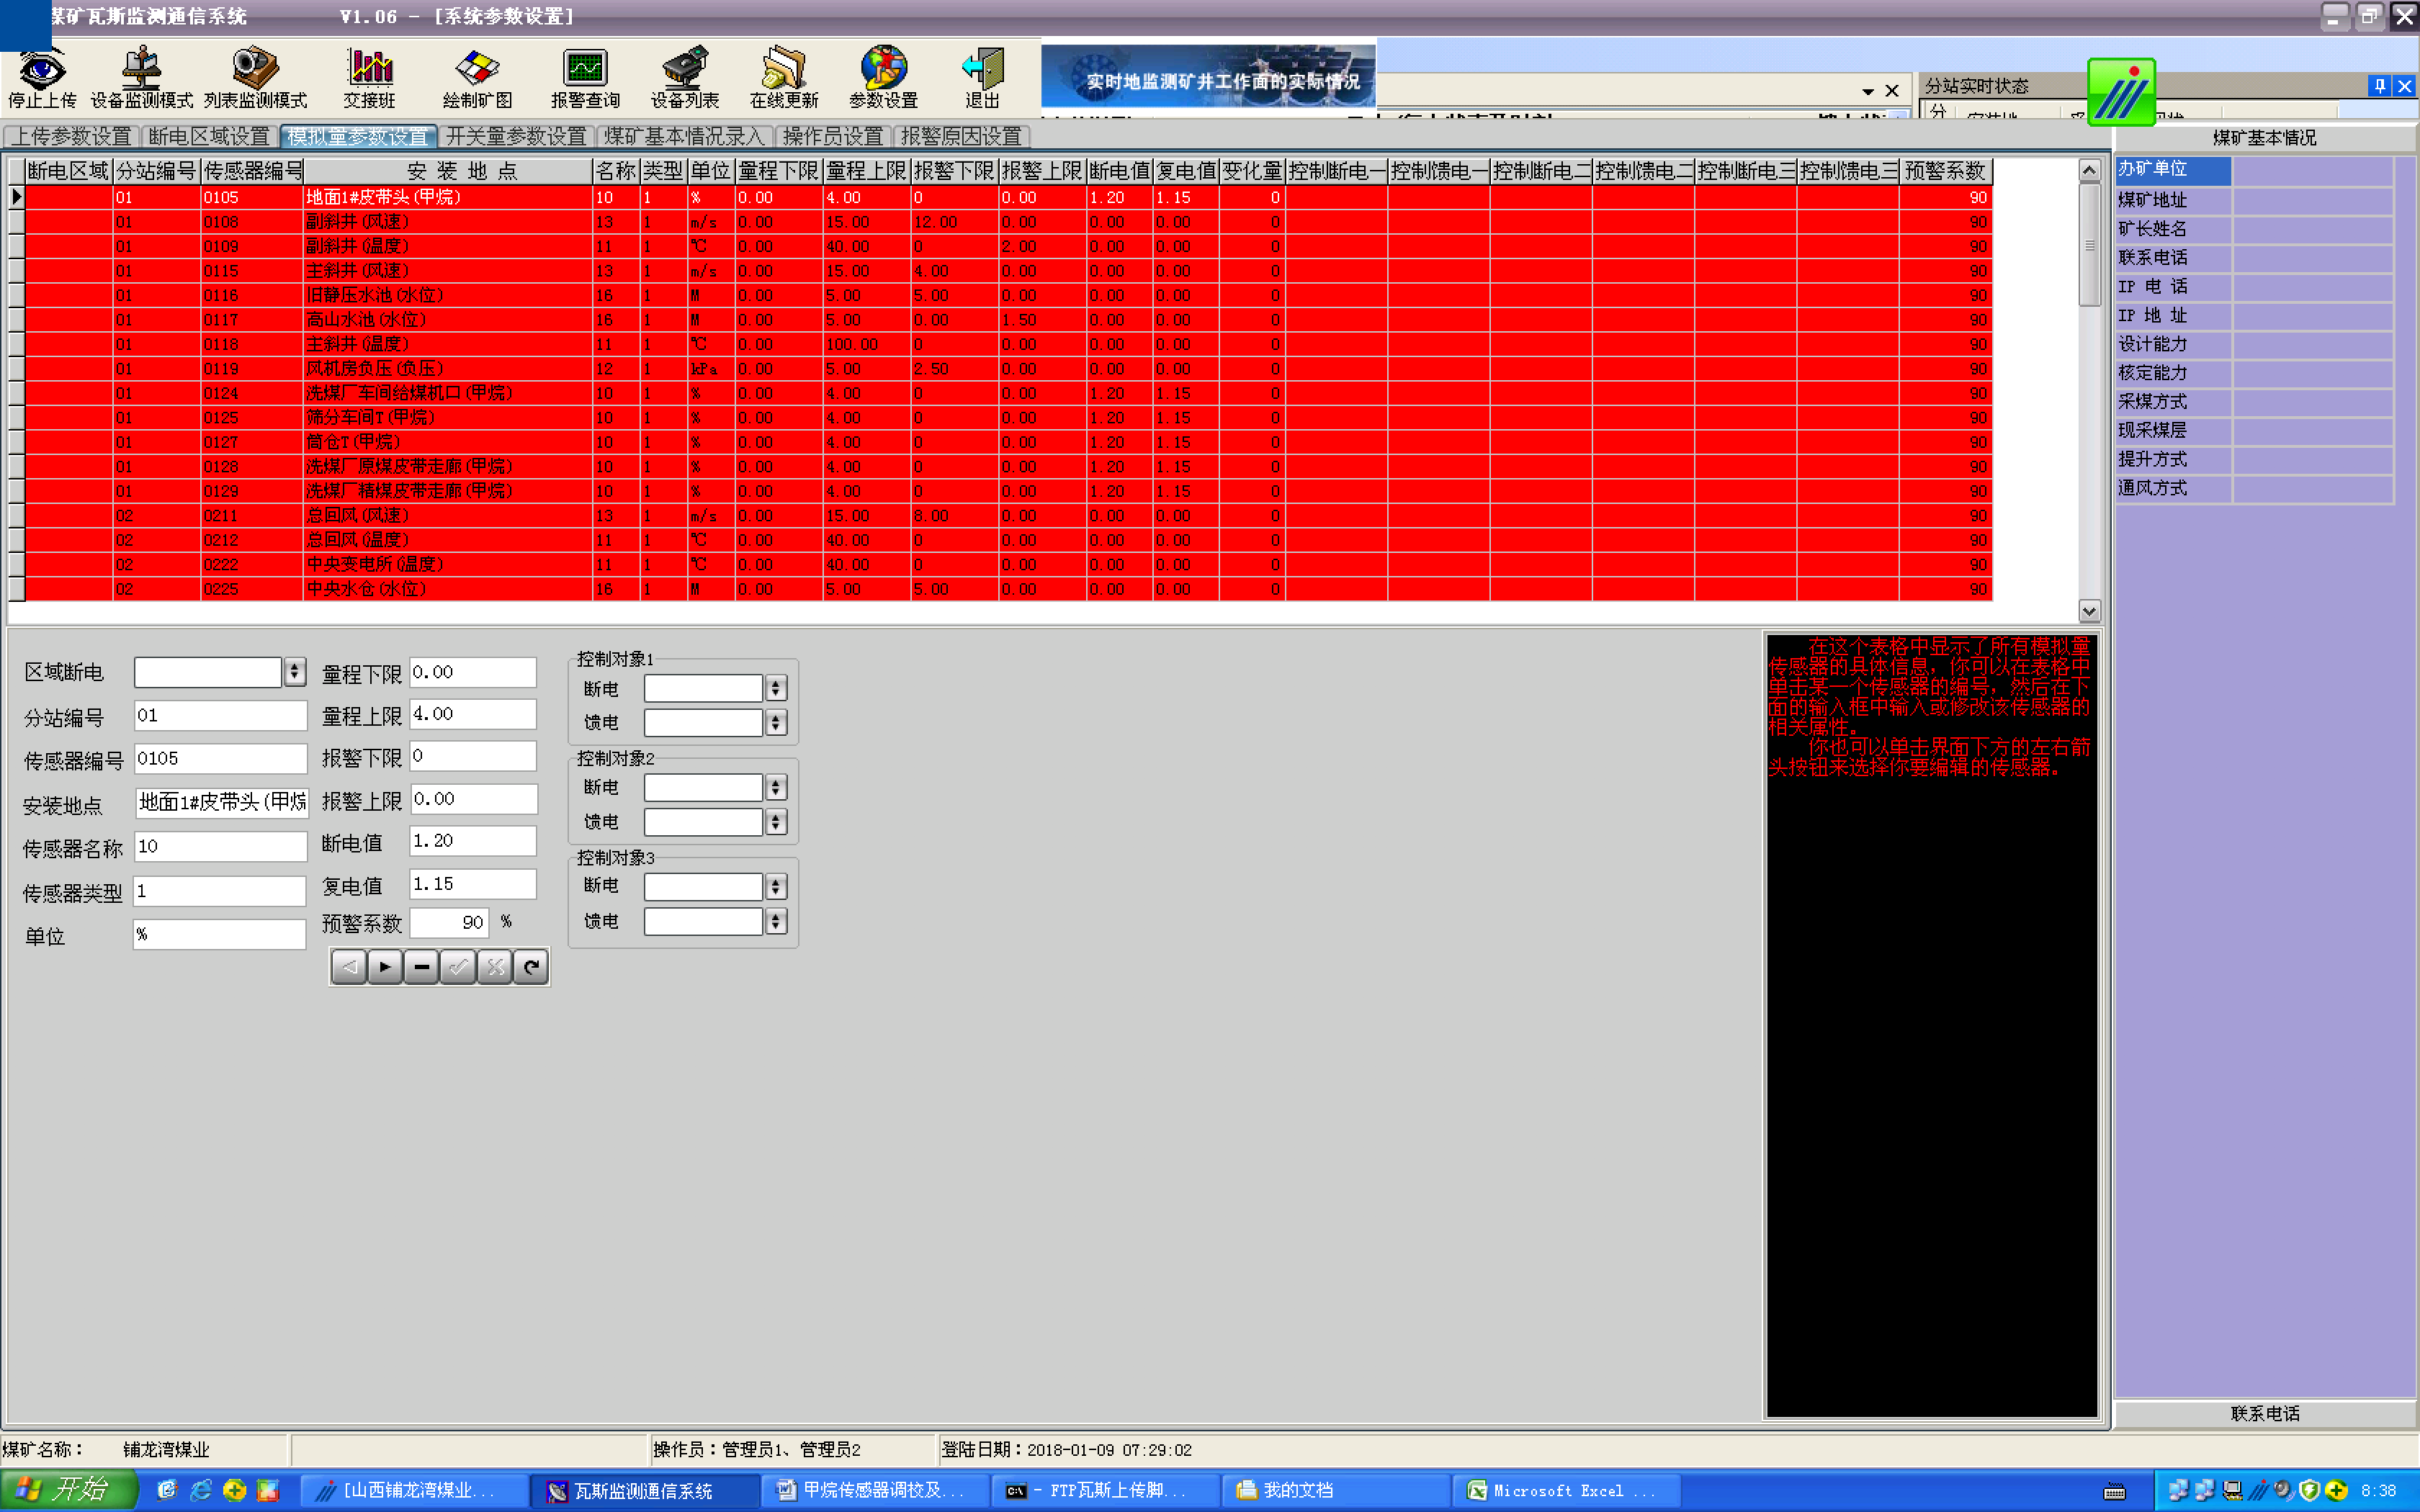 煤矿瓦斯监测通信系统 V1.06 - [系统参数设置]
停止上传 设备监测模式 列表监测模式 交接班 绘制矿图 报警查询 设备列表 在线更新 参数设置 退出
实时地监测矿井工作面的实际情况
分站实时状态
上传参数设置 断电区域设置 模拟量参数设置 开关量参数设置 煤矿基本情况录入 操作员设置 报警原因设置
断电区域 分站编号 传感器编号 安 装 地 点 名称 类型 单位 量程下限 量程上限 报警下限 报警上限 断电值 复电值 变化量 控制断电一 控制馈电一 控制断电二 控制馈电二 控制断电三 控制馈电三 预警系数
01 0105 地面1#皮带头(甲烷) 10 1 % 0.00 4.00 0 0.00 1.20 1.15 0 90
01 0108 副斜井(风速) 13 1 m/s 0.00 15.00 12.00 0.00 0.00 0.00 0 90
01 0109 副斜井(温度) 11 1 ℃ 0.00 40.00 0 2.00 0.00 0.00 0 90
01 0115 主斜井(风速) 13 1 m/s 0.00 15.00 4.00 0.00 0.00 0.00 0 90
01 0116 旧静压水池(水位) 16 1 M 0.00 5.00 5.00 0.00 0.00 0.00 0 90
01 0117 高山水池(水位) 16 1 M 0.00 5.00 0.00 1.50 0.00 0.00 0 90
01 0118 主斜井(温度) 11 1 ℃ 0.00 100.00 0 0.00 0.00 0.00 0 90
01 0119 风机房负压(负压) 12 1 kPa 0.00 5.00 2.50 0.00 0.00 0.00 0 90
01 0124 洗煤厂车间给煤机口(甲烷) 10 1 % 0.00 4.00 0 0.00 1.20 1.15 0 90
01 0125 筛分车间T(甲烷) 10 1 % 0.00 4.00 0 0.00 1.20 1.15 0 90
01 0127 筒仓T(甲烷) 10 1 % 0.00 4.00 0 0.00 1.20 1.15 0 90
01 0128 洗煤厂原煤皮带走廊(甲烷) 10 1 % 0.00 4.00 0 0.00 1.20 1.15 0 90
01 0129 洗煤厂精煤皮带走廊(甲烷) 10 1 % 0.00 4.00 0 0.00 1.20 1.15 0 90
02 0211 总回风(风速) 13 1 m/s 0.00 15.00 8.00 0.00 0.00 0.00 0 90
02 0212 总回风(温度) 11 1 ℃ 0.00 40.00 0 0.00 0.00 0.00 0 90
02 0222 中央变电所(温度) 11 1 ℃ 0.00 40.00 0 0.00 0.00 0.00 0 90
02 0225 中央水仓(水位) 16 1 M 0.00 5.00 5.00 0.00 0.00 0.00 0 90
煤矿基本情况
办矿单位
煤矿地址
矿长姓名
联系电话
IP 电 话
IP 地 址
设计能力
核定能力
采煤方式
现采煤层
提升方式
通风方式
区域断电
分站编号 01
传感器编号 0105
安装地点 地面1#皮带头(甲烷
传感器名称 10
传感器类型 1
单位 %
量程下限 0.00
量程上限 4.00
报警下限 0
报警上限 0.00
断电值 1.20
复电值 1.15
预警系数 90 %
控制对象1
断电
馈电
控制对象2
断电
馈电
控制对象3
断电
馈电
在这个表格中显示了所有模拟量
传感器的具体信息，你可以在表格中
单击某一个传感器的编号，然后在下
面的输入框中输入或修改该传感器的
相关属性。
你也可以单击界面下方的左右箭
头按钮来选择你要编辑的传感器。
联系电话
煤矿名称： 铺龙湾煤业 操作员：管理员1、管理员2 登陆日期：2018-01-09 07:29:02
开始 [山西铺龙湾煤业... 瓦斯监测通信系统 甲烷传感器调校及... - FTP瓦斯上传脚... 我的文档 Microsoft Excel ... 8:38